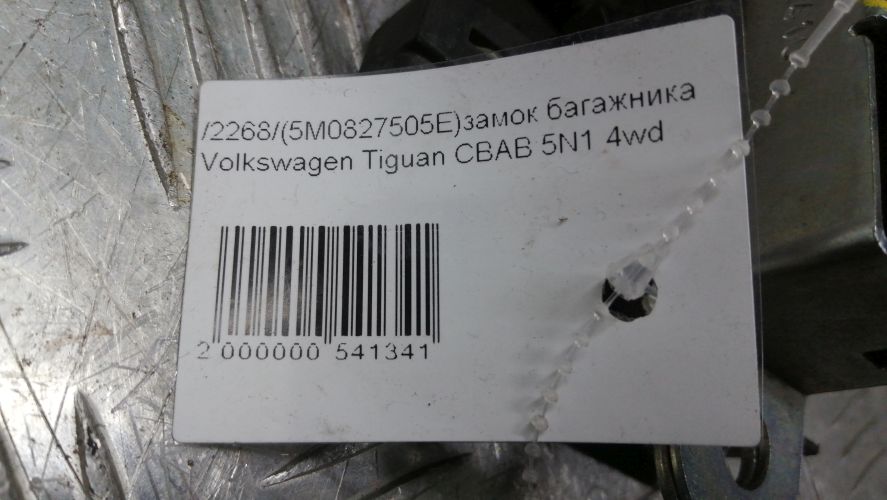 /2268/(5M0827505E)замок багажника
Volkswagen Tiguan CBAB 5N1 4wd
2 000000 541341